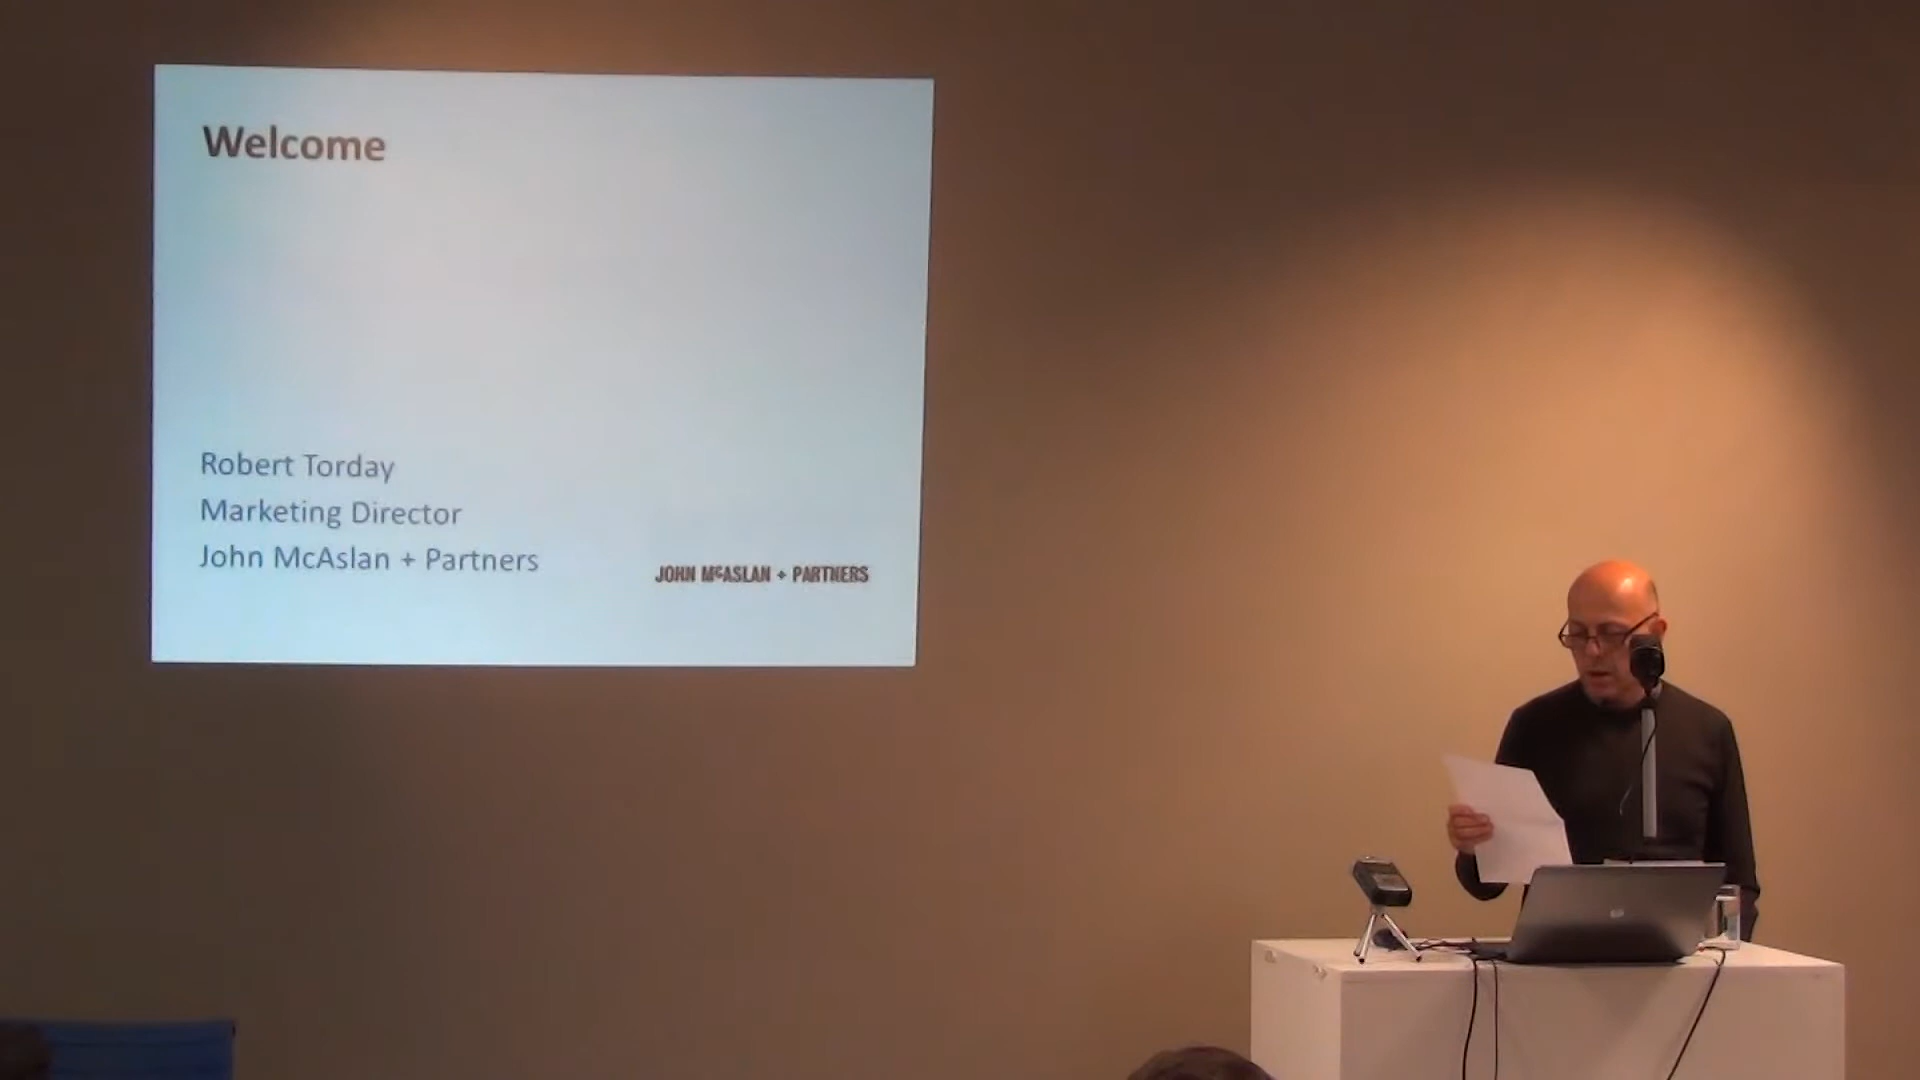 Welcome
Robert Torday
Marketing Director
John McAslan + Partners
JOHN McASLAN + PARTNERS